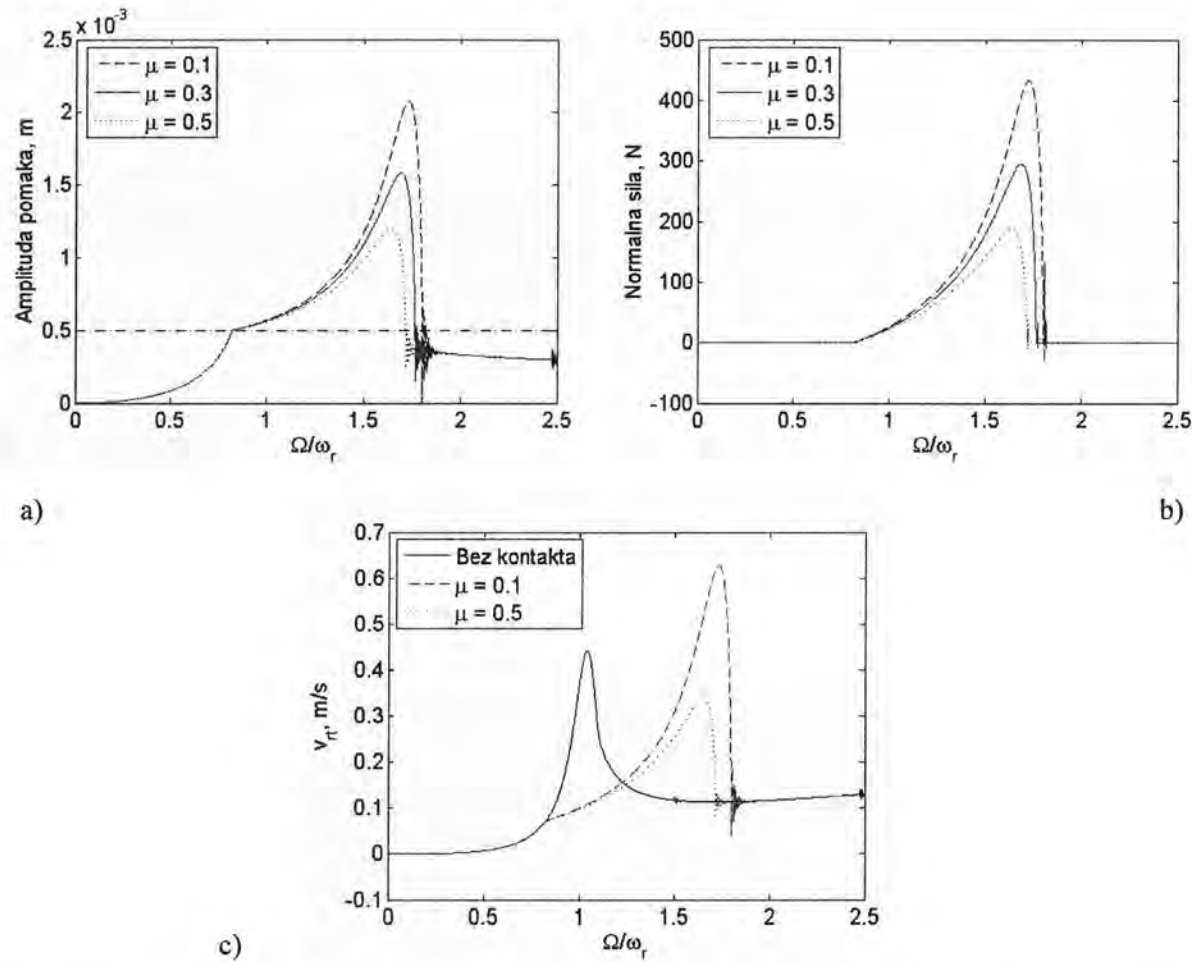 x 10⁻³
2.5
2
1.5
1
0.5
0
μ = 0.1
μ = 0.3
μ = 0.5
Amplituda pomaka, m
0 0.5 1 1.5 2 2.5
Ω/ωr
a)
500
400
300
200
100
0
-100
μ = 0.1
μ = 0.3
μ = 0.5
Normalna sila, N
0 0.5 1 1.5 2 2.5
Ω/ωr
b)
0.7
0.6
0.5
0.4
0.3
0.2
0.1
0
-0.1
Bez kontakta
μ = 0.1
μ = 0.5
vrt, m/s
0 0.5 1 1.5 2 2.5
Ω/ωr
c)